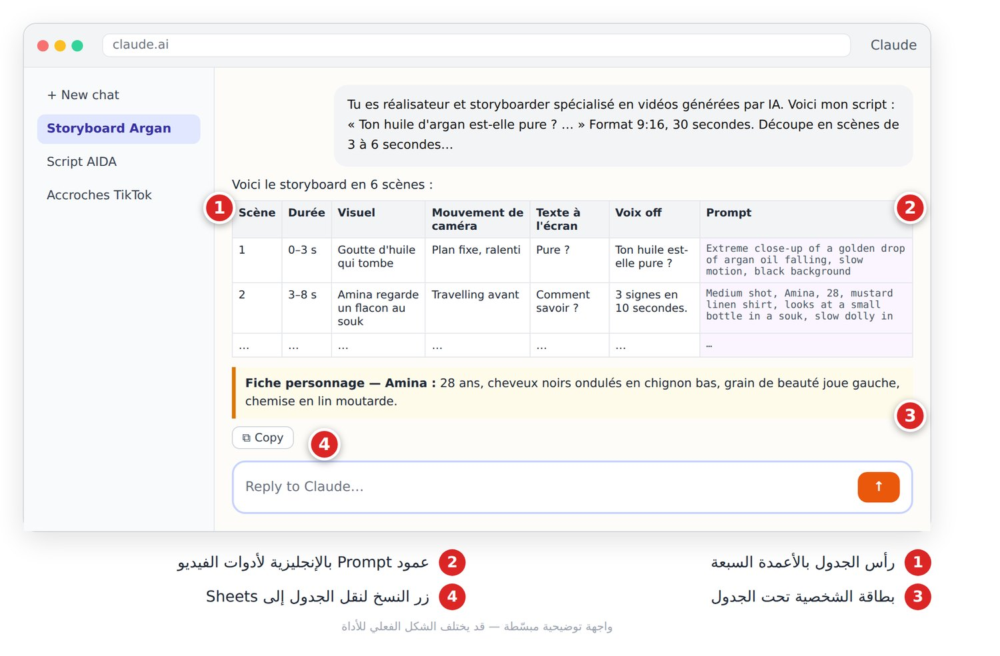 claude.ai
Claude
+ New chat
Storyboard Argan
Script AIDA
Accroches TikTok
Tu es réalisateur et storyboarder spécialisé en vidéos générées par IA. Voici mon script :
« Ton huile d'argan est-elle pure ? … » Format 9:16, 30 secondes. Découpe en scènes de
3 à 6 secondes…
Voici le storyboard en 6 scènes :
1
2
Scène Durée Visuel Mouvement de caméra Texte à l'écran Voix off Prompt
1 0–3 s Goutte d'huile qui tombe Plan fixe, ralenti Pure ? Ton huile est-elle pure ? Extreme close-up of a golden drop of argan oil falling, slow motion, black background
2 3–8 s Amina regarde un flacon au souk Travelling avant Comment savoir ? 3 signes en 10 secondes. Medium shot, Amina, 28, mustard linen shirt, looks at a small bottle in a souk, slow dolly in
… … … … … … …
Fiche personnage — Amina : 28 ans, cheveux noirs ondulés en chignon bas, grain de beauté joue gauche,
chemise en lin moutarde.
3
⧉ Copy
4
Reply to Claude…
↑
1 رأس الجدول بالأعمدة السبعة
2 عمود Prompt بالإنجليزية لأدوات الفيديو
3 بطاقة الشخصية تحت الجدول
4 زر النسخ لنقل الجدول إلى Sheets
واجهة توضيحية مبسّطة — قد يختلف الشكل الفعلي للأداة